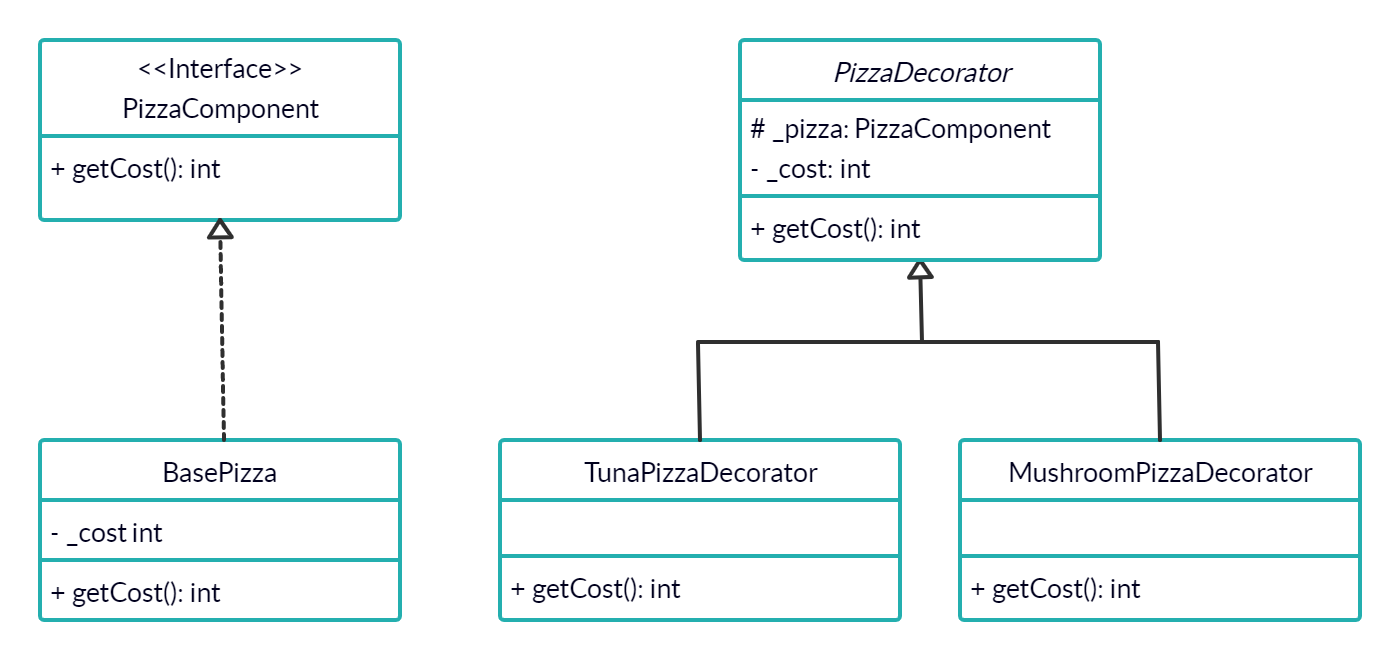 <<Interface>>
PizzaComponent
+ getCost(): int
PizzaDecorator
# _pizza: PizzaComponent
- _cost: int
+ getCost(): int
BasePizza
- _cost int
+ getCost(): int
TunaPizzaDecorator
+ getCost(): int
MushroomPizzaDecorator
+ getCost(): int